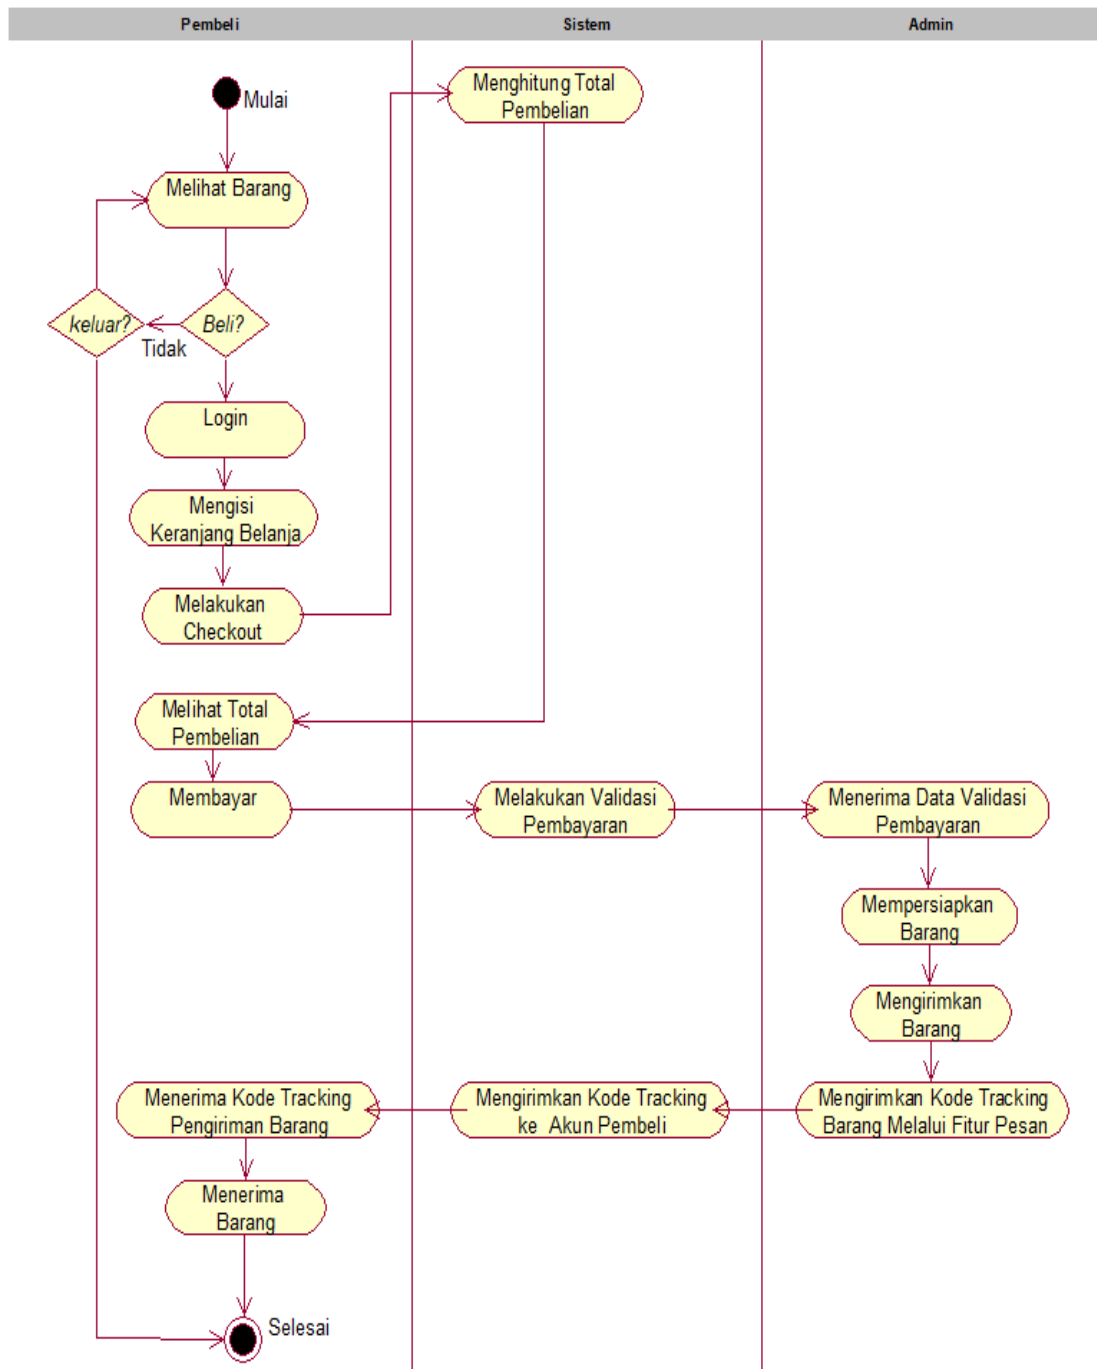 Pembeli
Sistem
Admin
Mulai
Menghitung Total
Pembelian
Melihat Barang
keluar?
Beli?
Tidak
Login
Mengisi
Keranjang Belanja
Melakukan
Checkout
Melihat Total
Pembelian
Membayar
Melakukan Validasi
Pembayaran
Menerima Data Validasi
Pembayaran
Mempersiapkan
Barang
Mengirimkan
Barang
Mengirimkan Kode Tracking
Barang Melalui Fitur Pesan
Mengirimkan Kode Tracking
ke Akun Pembeli
Menerima Kode Tracking
Pengiriman Barang
Menerima
Barang
Selesai